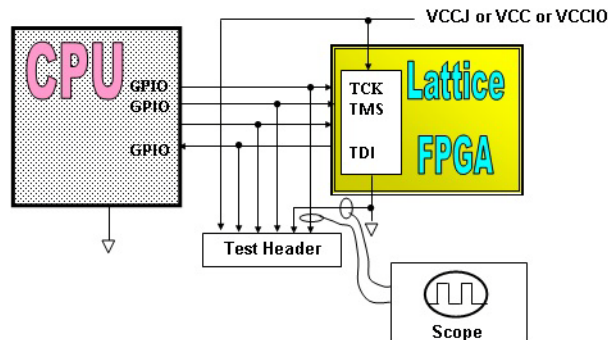 VCCJ or VCC or VCCIO
CPU
GPIO
GPIO
GPIO
TCK
TMS
TDI
Lattice
FPGA
Test Header
Scope